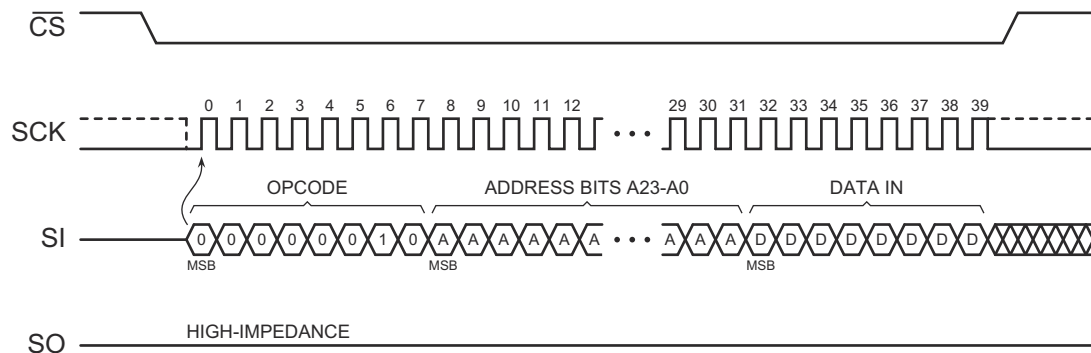 CS
0 1 2 3 4 5 6 7 8 9 10 11 12 29 30 31 32 33 34 35 36 37 38 39
SCK
OPCODE ADDRESS BITS A23-A0 DATA IN
SI 0 0 0 0 0 0 1 0 A A A A A A A A A D D D D D D D D
MSB MSB MSB
HIGH-IMPEDANCE
SO